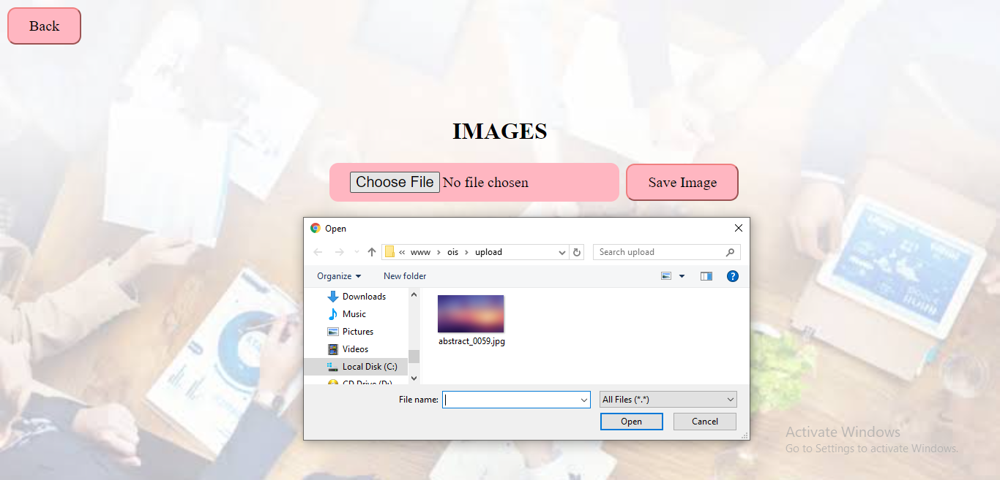 Back
IMAGES
Choose File No file chosen
Save Image
Open
« www › ois › upload
Search upload
Organize
New folder
?
Downloads
Music
Pictures
Videos
Local Disk (C:)
CD Drive (D:)
abstract_0059.jpg
File name:
All Files (*.*)
Open
Cancel
Activate Windows
Go to Settings to activate Windows.